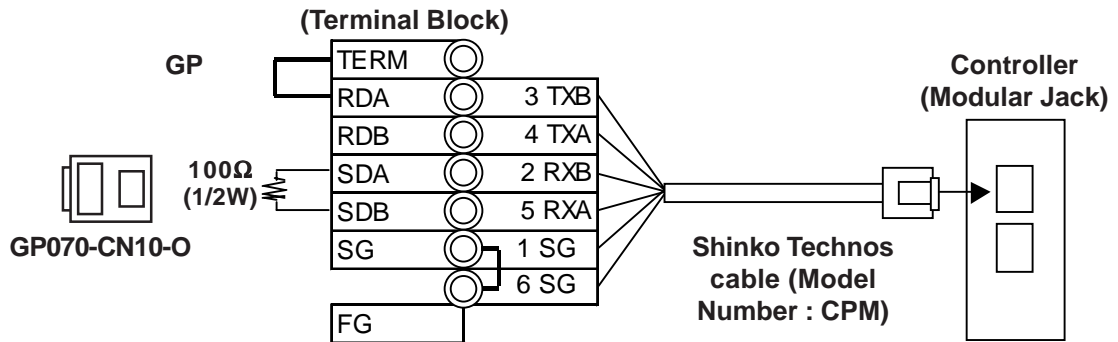 (Terminal Block)
GP
TERM
RDA 3 TXB
RDB 4 TXA
SDA 2 RXB
SDB 5 RXA
SG 1 SG
6 SG
FG
100Ω
(1/2W)
GP070-CN10-O
Shinko Technos
cable (Model
Number : CPM)
Controller
(Modular Jack)